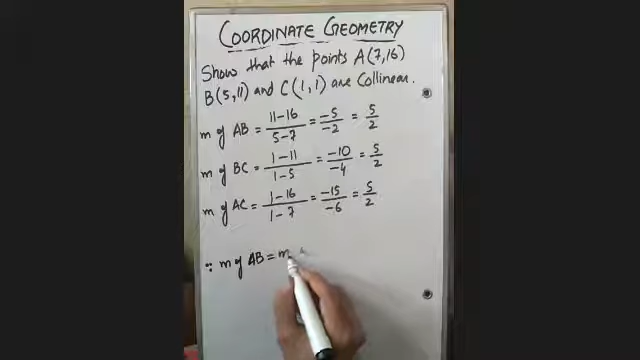 COORDINATE GEOMETRY
Show that the points A(7,16)
B(5,11) and C(1,1) are Collinear.
m of AB = 11-16/5-7 = -5/-2 = 5/2
m of BC = 1-11/1-5 = -10/-4 = 5/2
m of AC = 1-16/1-7 = -15/-6 = 5/2
∵ m of AB = m